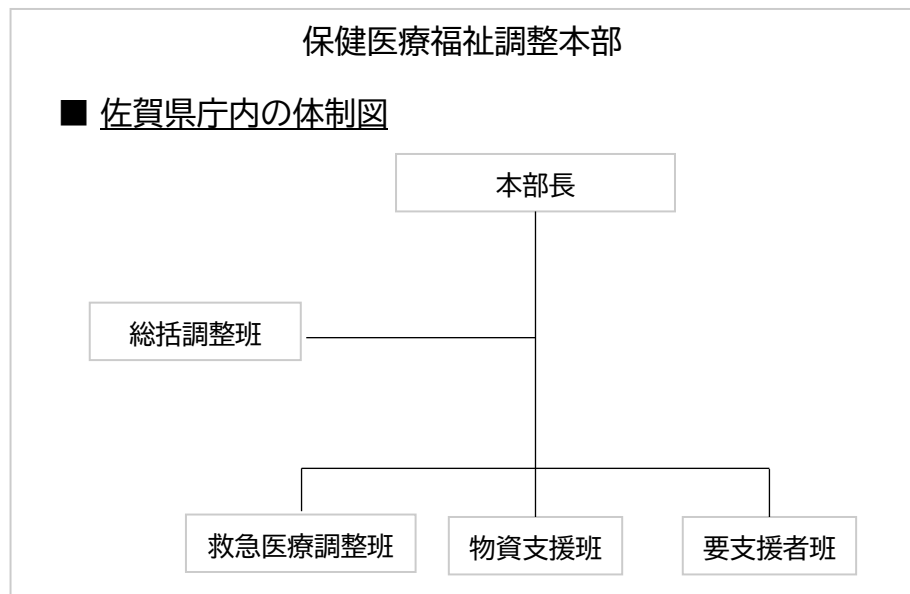 保健医療福祉調整本部
■ 佐賀県庁内の体制図
本部長
総括調整班
救急医療調整班
物資支援班
要支援者班